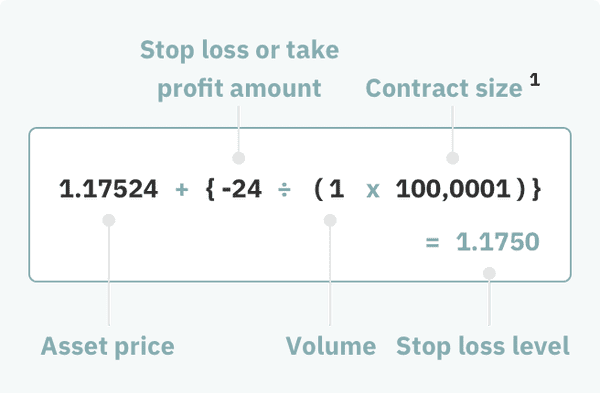 Stop loss or take
profit amount
Contract size 1
1.17524 + { -24 ÷ ( 1 x 100,0001 ) }
= 1.1750
Asset price
Volume
Stop loss level